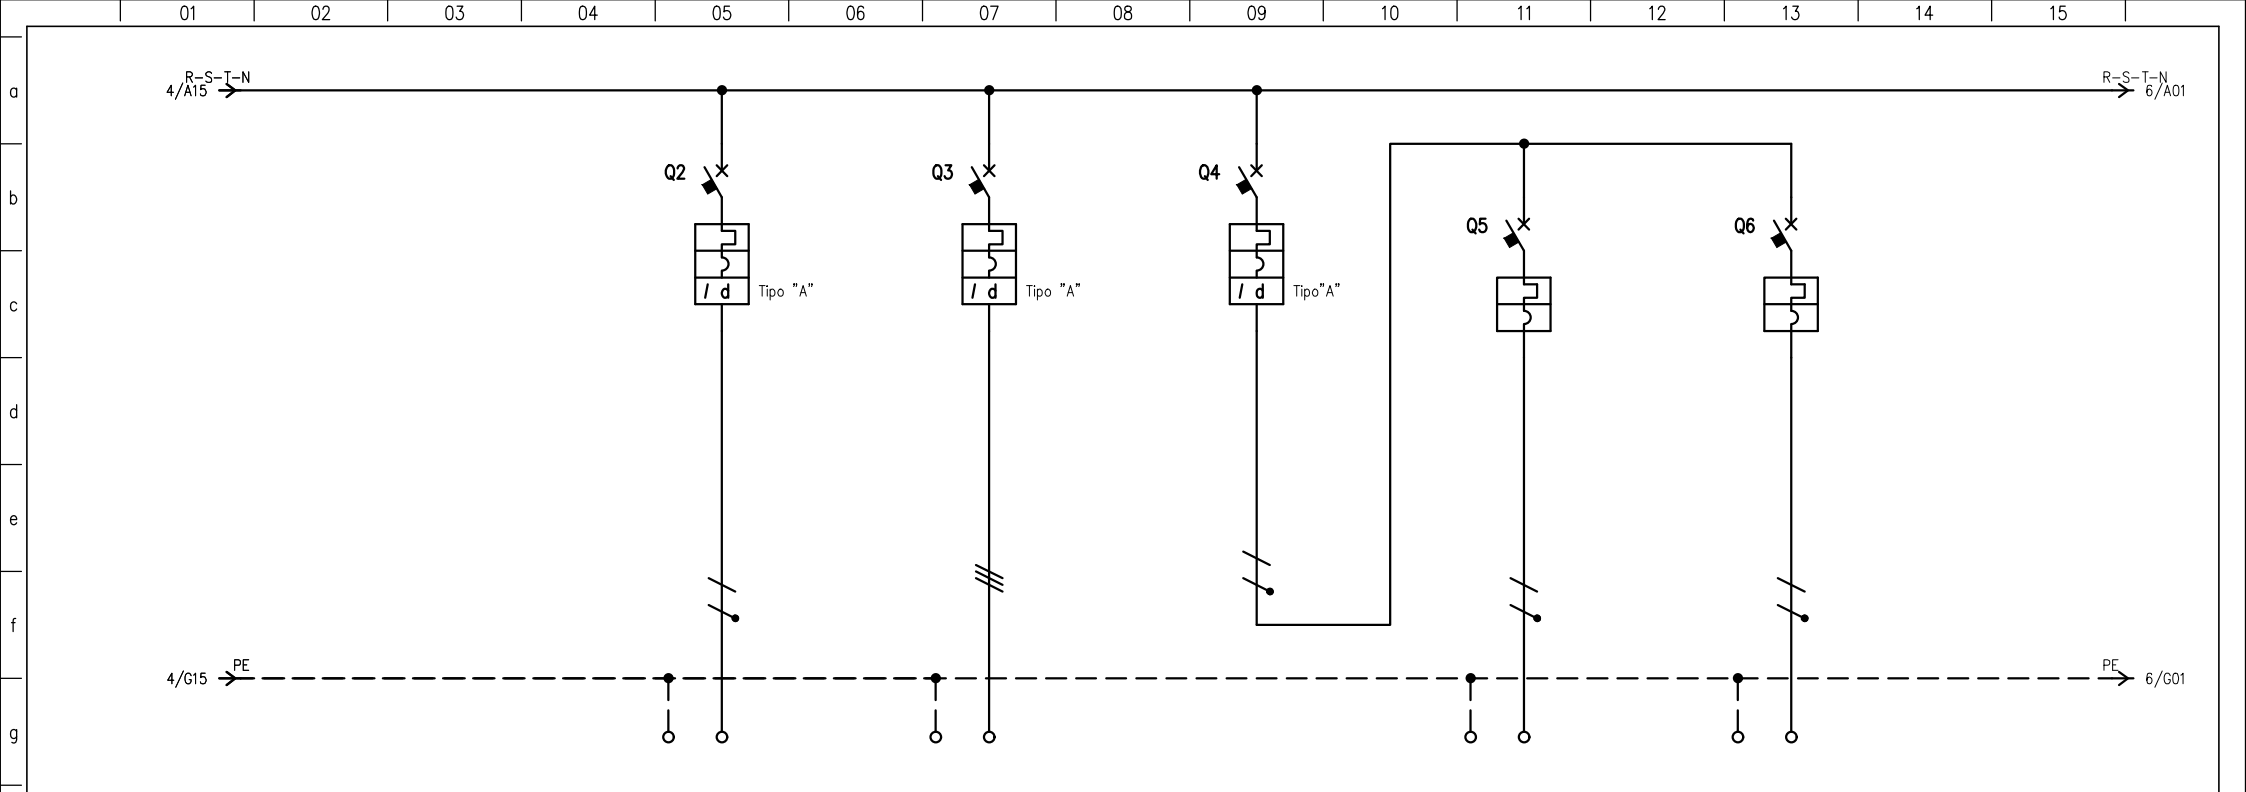 01 02 03 04 05 06 07 08 09 10 11 12 13 14 15
R-S-T-N R-S-T-N
a 4/A15 6/A01
Q2 Q3 Q4
b
Q5 Q6
I d Tipo "A" I d Tipo "A" I d Tipo"A"
c
d
e
f
PE PE
4/G15 6/G01
g